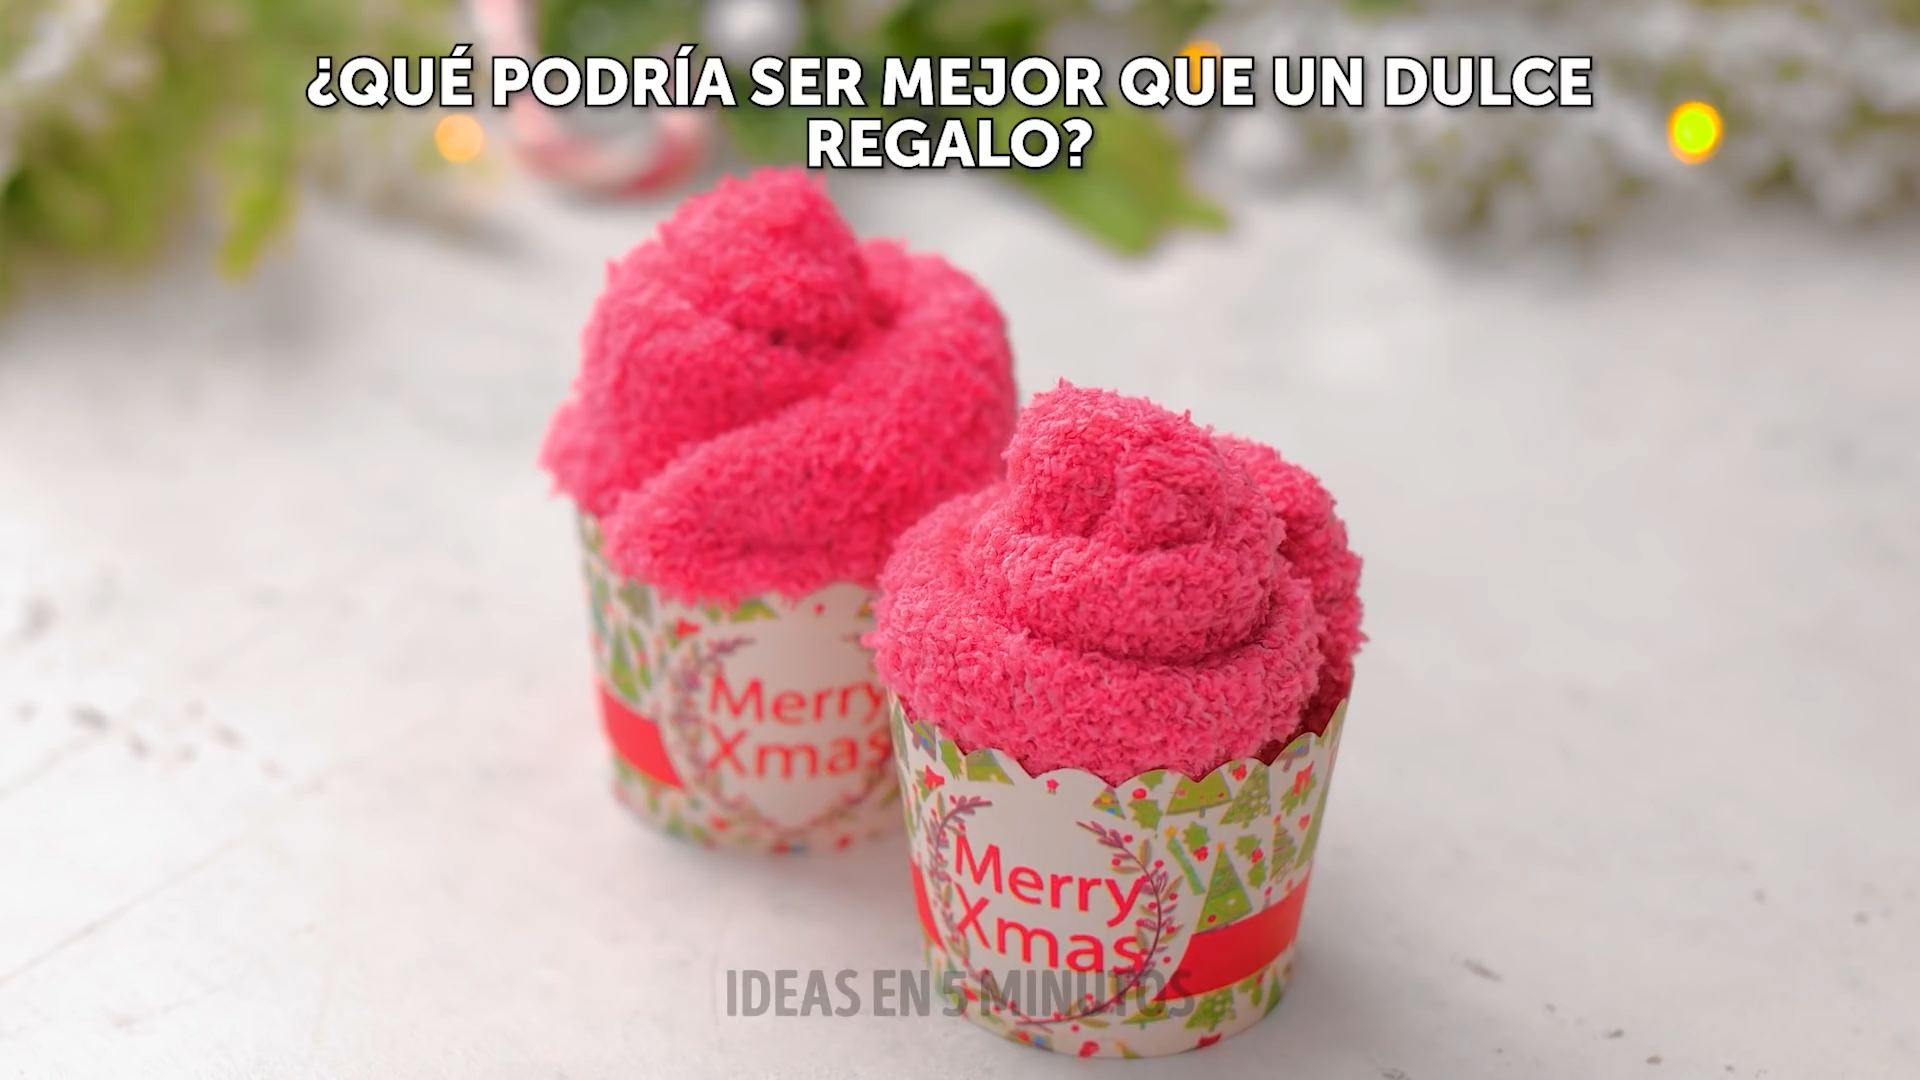 ¿QUÉ PODRÍA SER MEJOR QUE UN DULCE
REGALO?
Merry
Xmas
Merry
Xmas
IDEAS EN 5 MINUTOS